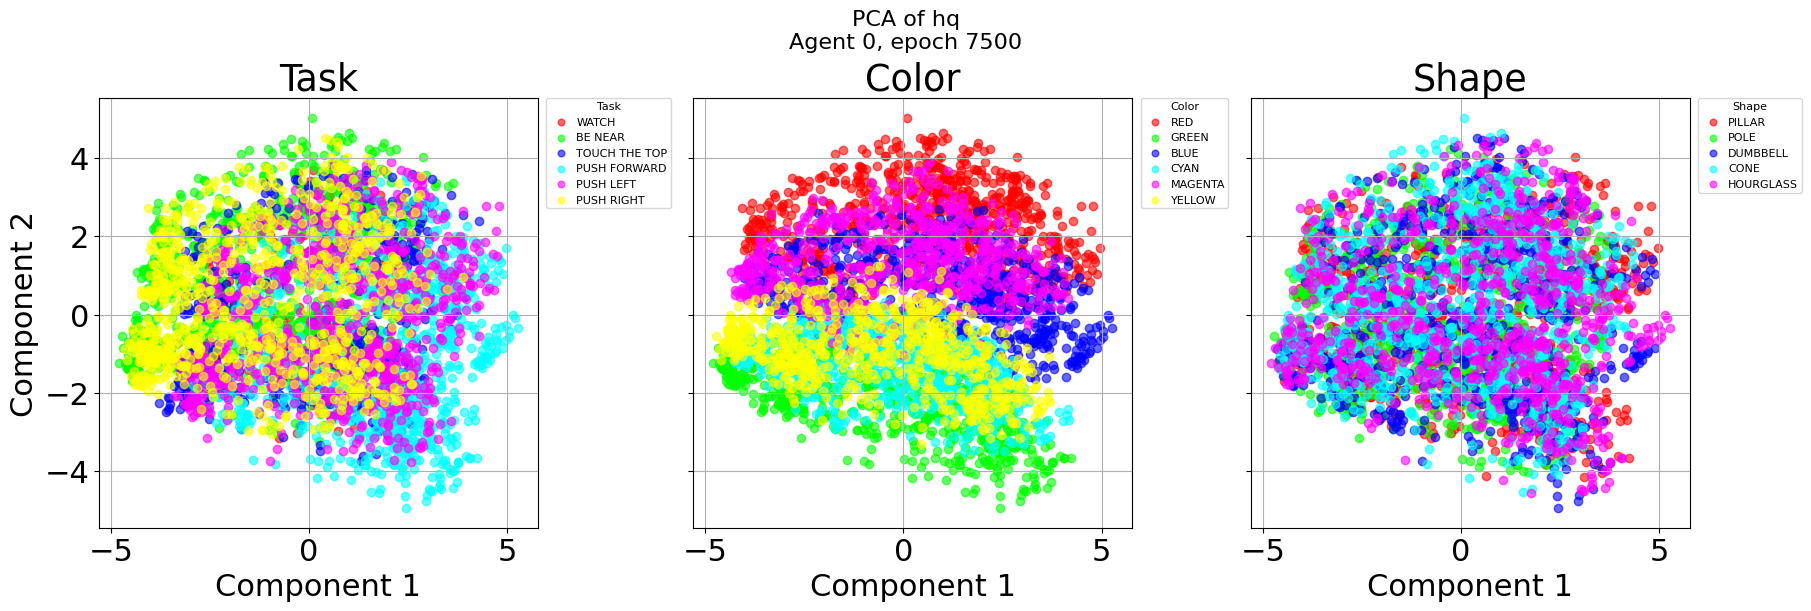 PCA of hq
Agent 0, epoch 7500
Task
Component 2
4
2
0
−2
−4
−5
0
5
Component 1
Task
WATCH
BE NEAR
TOUCH THE TOP
PUSH FORWARD
PUSH LEFT
PUSH RIGHT
Color
−5
0
5
Component 1
Color
RED
GREEN
BLUE
CYAN
MAGENTA
YELLOW
Shape
−5
0
5
Component 1
Shape
PILLAR
POLE
DUMBBELL
CONE
HOURGLASS